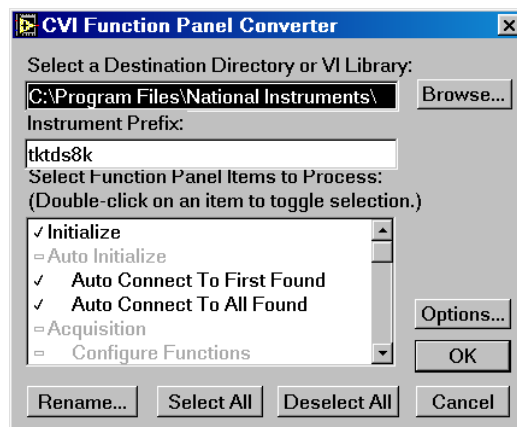 CVI Function Panel Converter
Select a Destination Directory or VI Library:
C:\Program Files\National Instruments\
Browse...
Instrument Prefix:
tktds8k
Select Function Panel Items to Process:
(Double-click on an item to toggle selection.)
Initialize
Auto Initialize
Auto Connect To First Found
Auto Connect To All Found
Acquisition
Configure Functions
Options...
OK
Rename...
Select All
Deselect All
Cancel